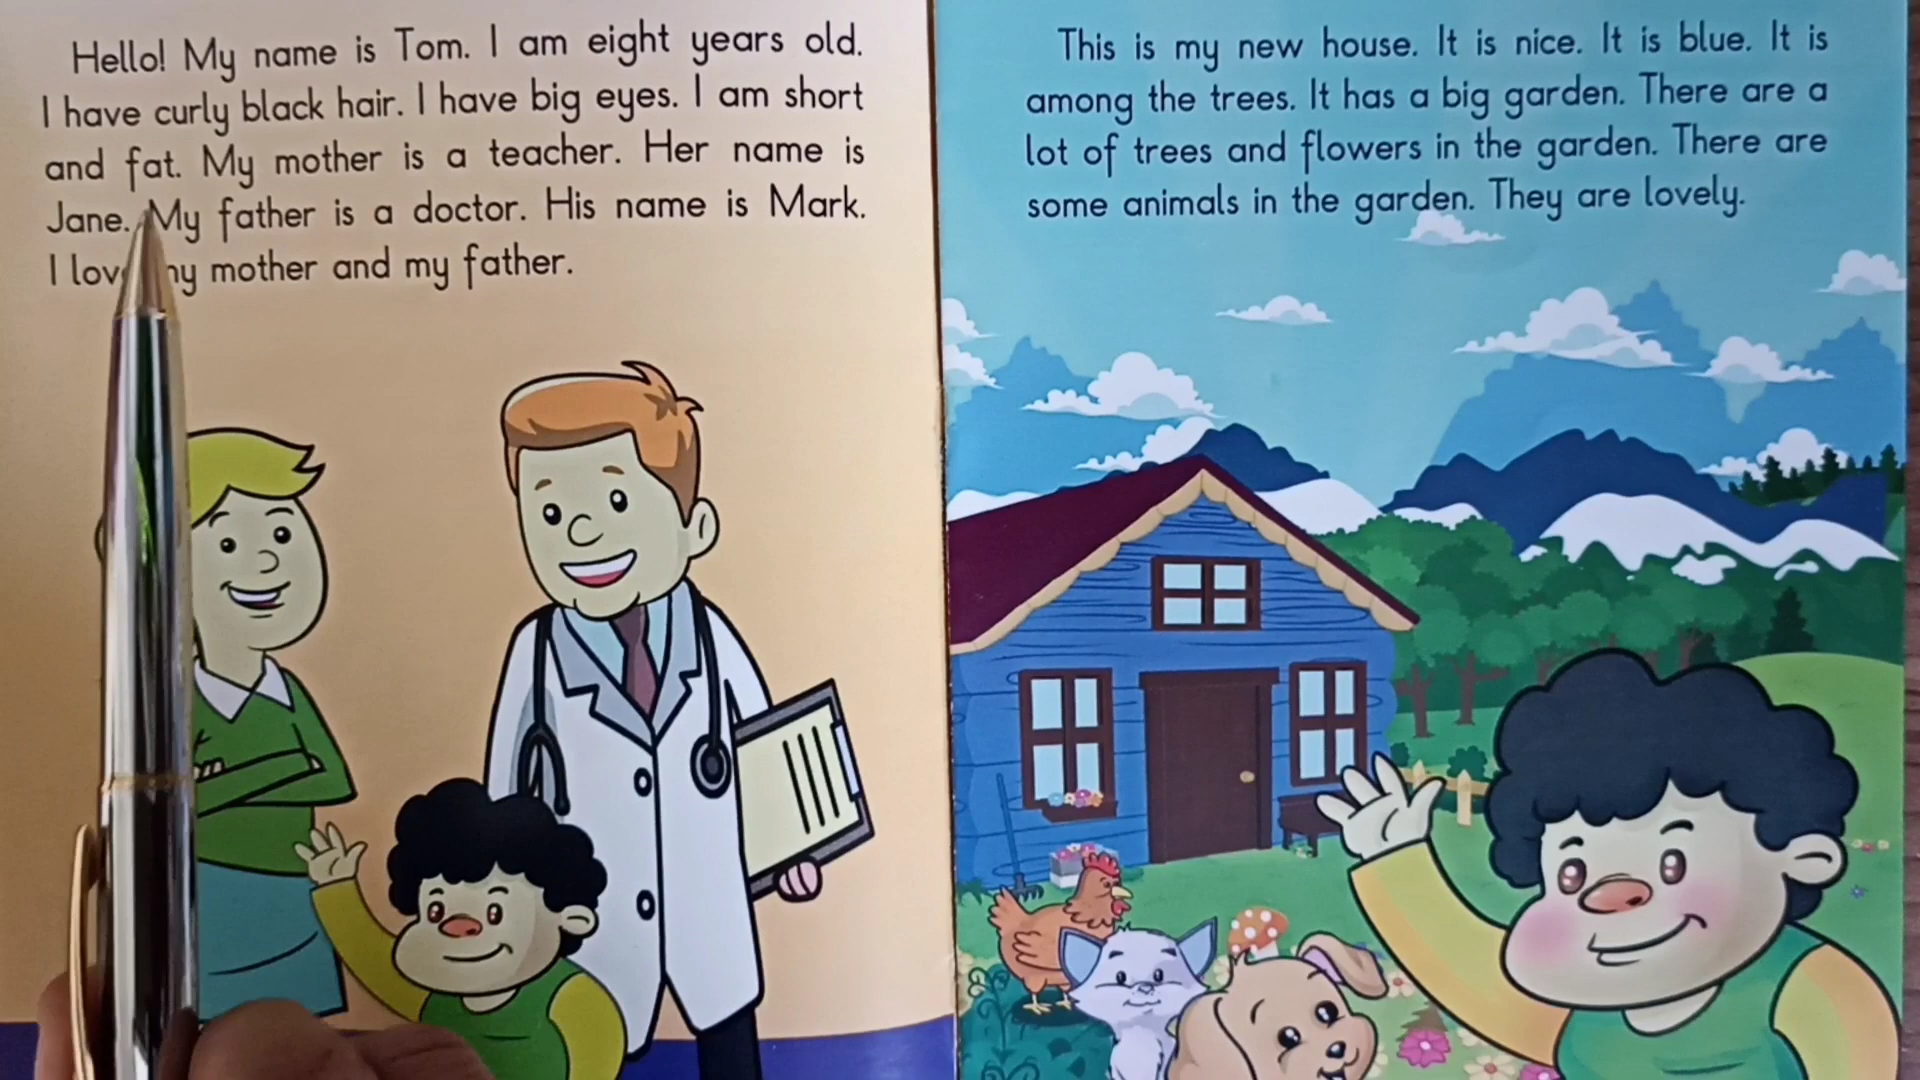 Hello! My name is Tom. I am eight years old.
I have curly black hair. I have big eyes. I am short
and fat. My mother is a teacher. Her name is
Jane. My father is a doctor. His name is Mark.
I love my mother and my father.
This is my new house. It is nice. It is blue. It is
among the trees. It has a big garden. There are a
lot of trees and flowers in the garden. There are
some animals in the garden. They are lovely.